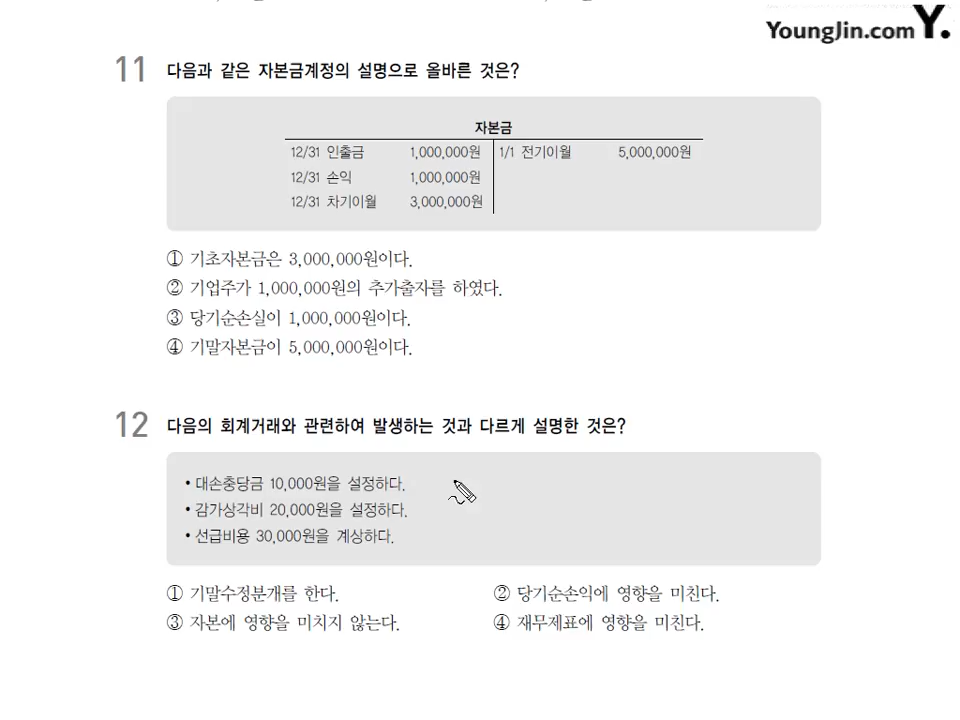 YoungJin.com Y.
11 다음과 같은 자본금계정의 설명으로 올바른 것은?
자본금
12/31 인출금 1,000,000원 1/1 전기이월 5,000,000원
12/31 손익 1,000,000원
12/31 차기이월 3,000,000원
① 기초자본금은 3,000,000원이다.
② 기업주가 1,000,000원의 추가출자를 하였다.
③ 당기순손실이 1,000,000원이다.
④ 기말자본금이 5,000,000원이다.
12 다음의 회계거래와 관련하여 발생하는 것과 다르게 설명한 것은?
• 대손충당금 10,000원을 설정하다.
• 감가상각비 20,000원을 설정하다.
• 선급비용 30,000원을 계상하다.
① 기말수정분개를 한다. ② 당기순손익에 영향을 미친다.
③ 자본에 영향을 미치지 않는다. ④ 재무제표에 영향을 미친다.